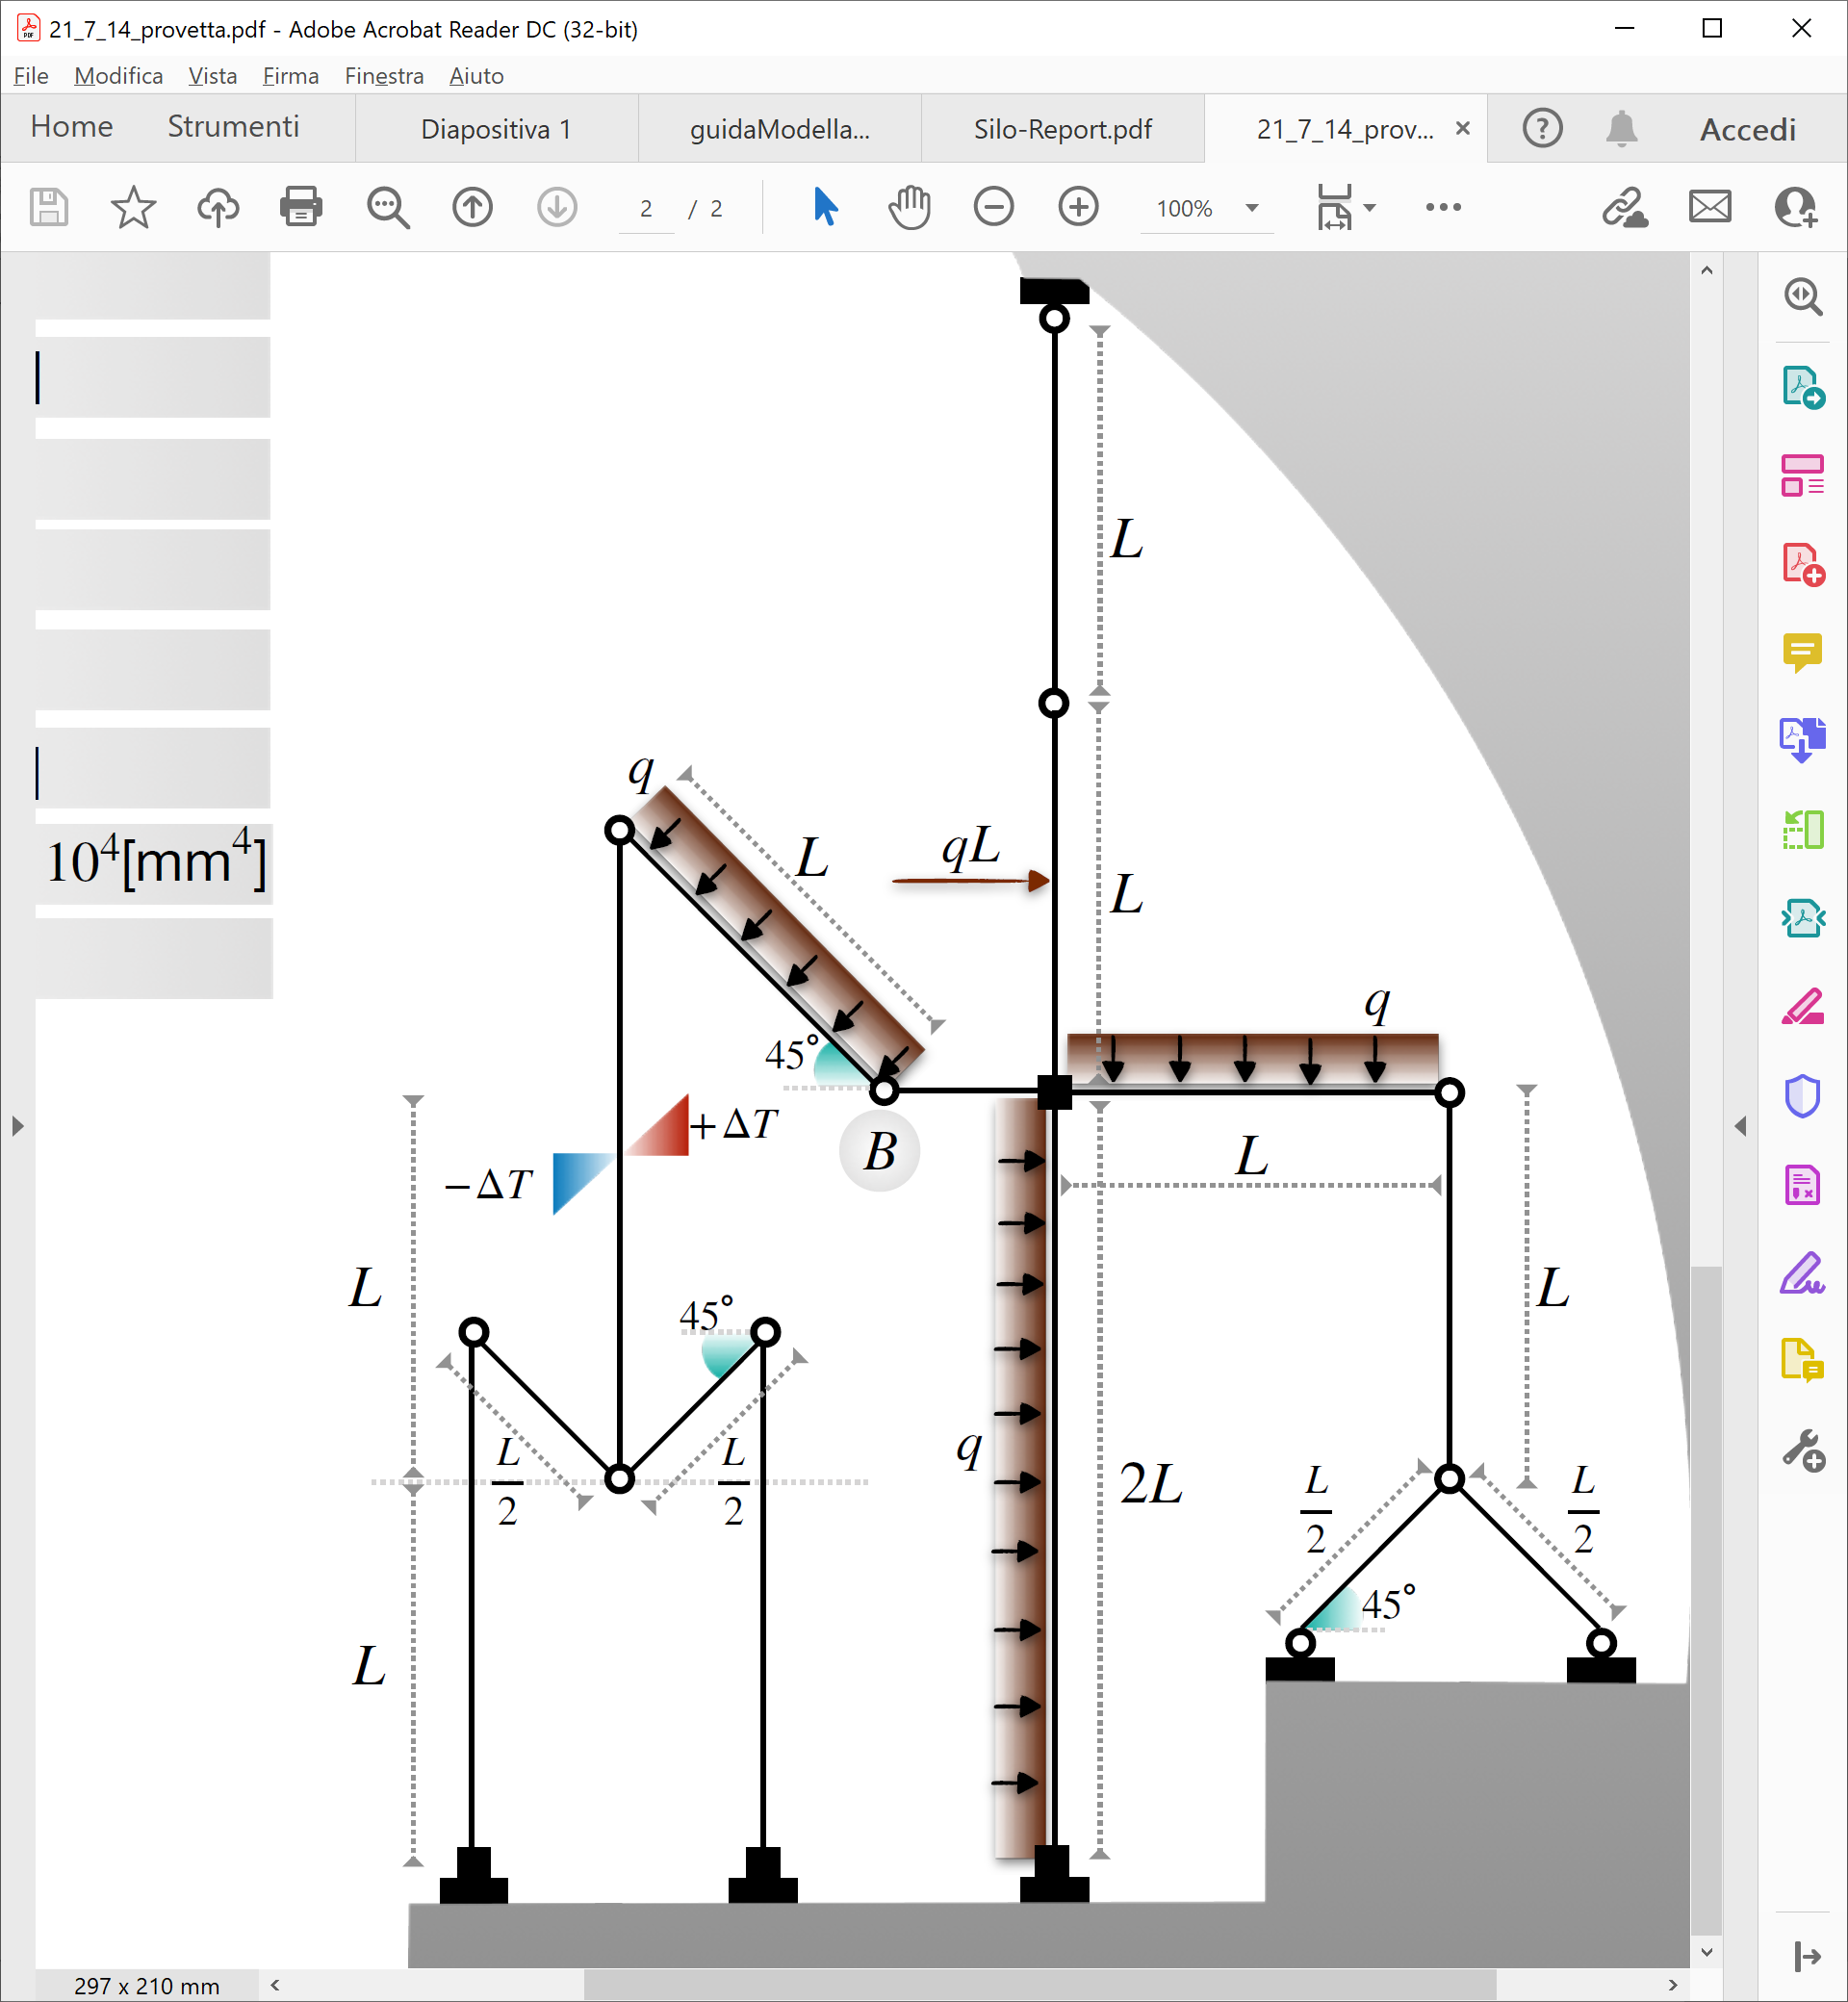 21_7_14_provetta.pdf - Adobe Acrobat Reader DC (32-bit)
File Modifica Vista Firma Finestra Aiuto
Home Strumenti Diapositiva 1 guidaModella... Silo-Report.pdf 21_7_14_prov... Accedi
2 / 2 100%
L
q
L
qL
L
10⁴[mm⁴]
q
45°
+ΔT
B
L
−ΔT
L
45°
L
L/2
L/2
q
2L
L/2
L/2
45°
L
297 x 210 mm